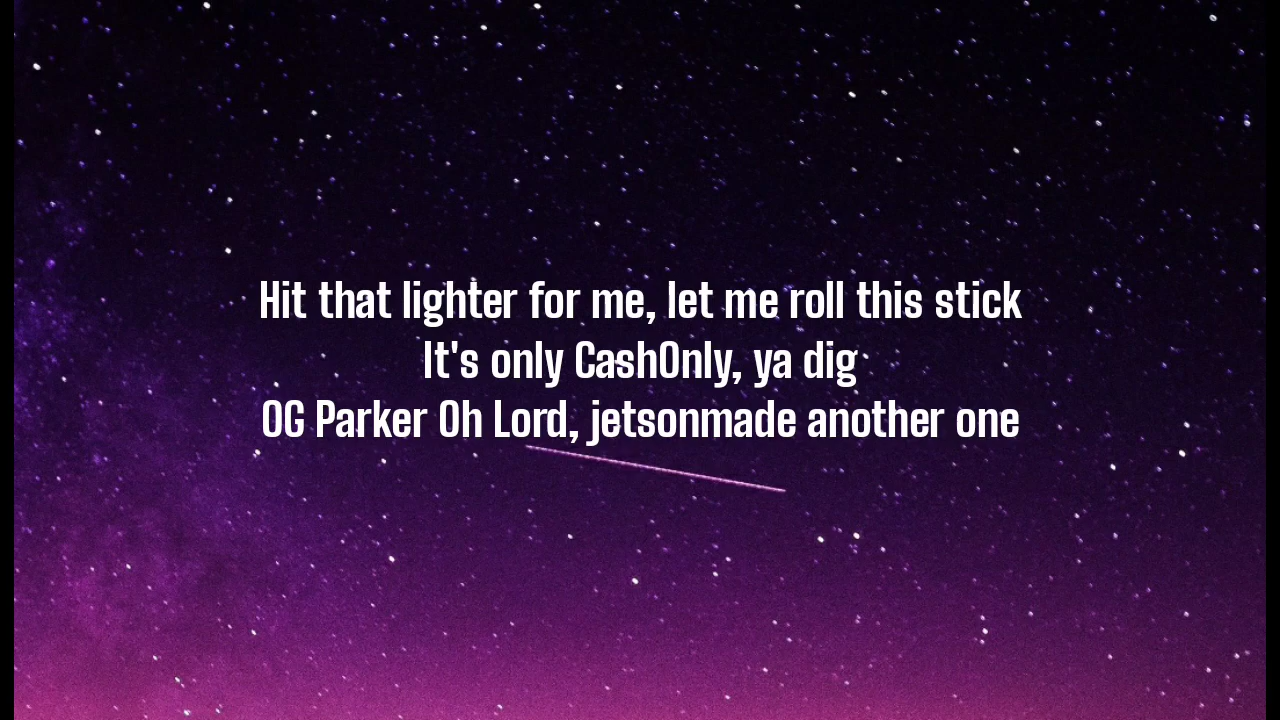 Hit that lighter for me, let me roll this stick
It's only CashOnly, ya dig
OG Parker Oh Lord, jetsonmade another one